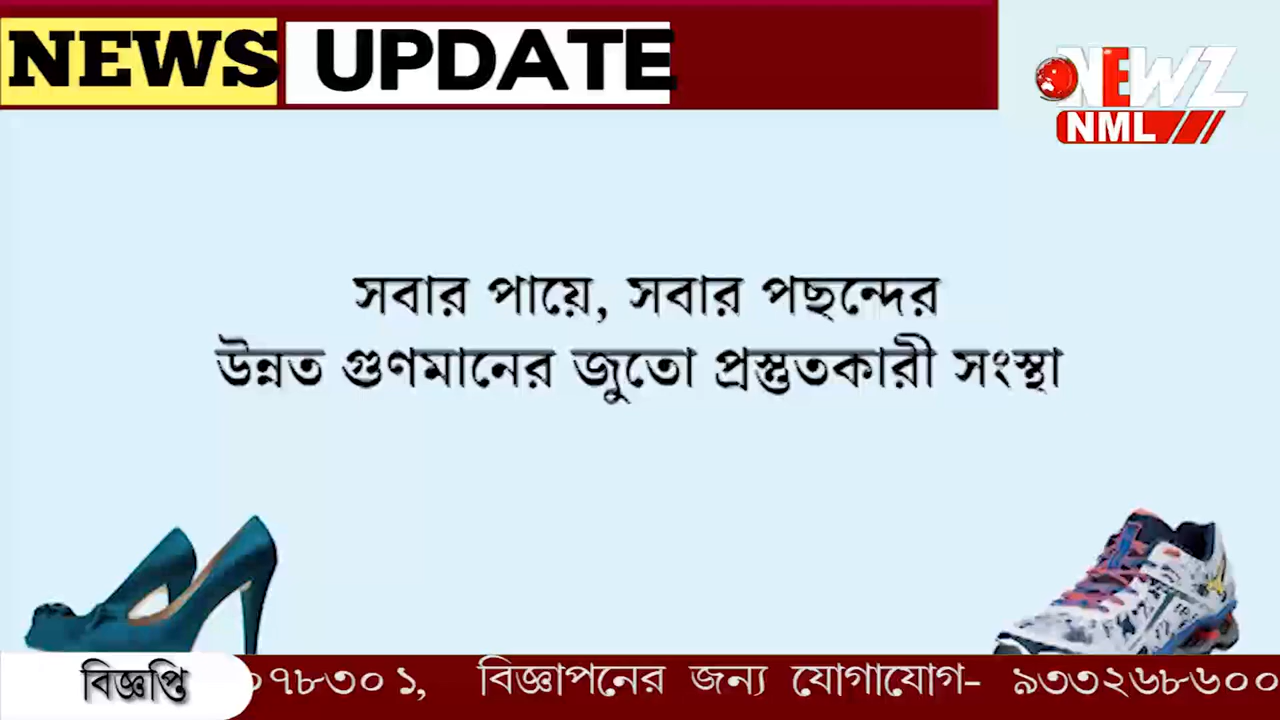 NEWS UPDATE
NEWZ
NML
সবার পায়ে, সবার পছন্দের
উন্নত গুণমানের জুতো প্রস্তুতকারী সংস্থা
বিজ্ঞপ্তি ৭৮৩০১, বিজ্ঞাপনের জন্য যোগাযোগ- ৯৩৩২৬৮৬০০